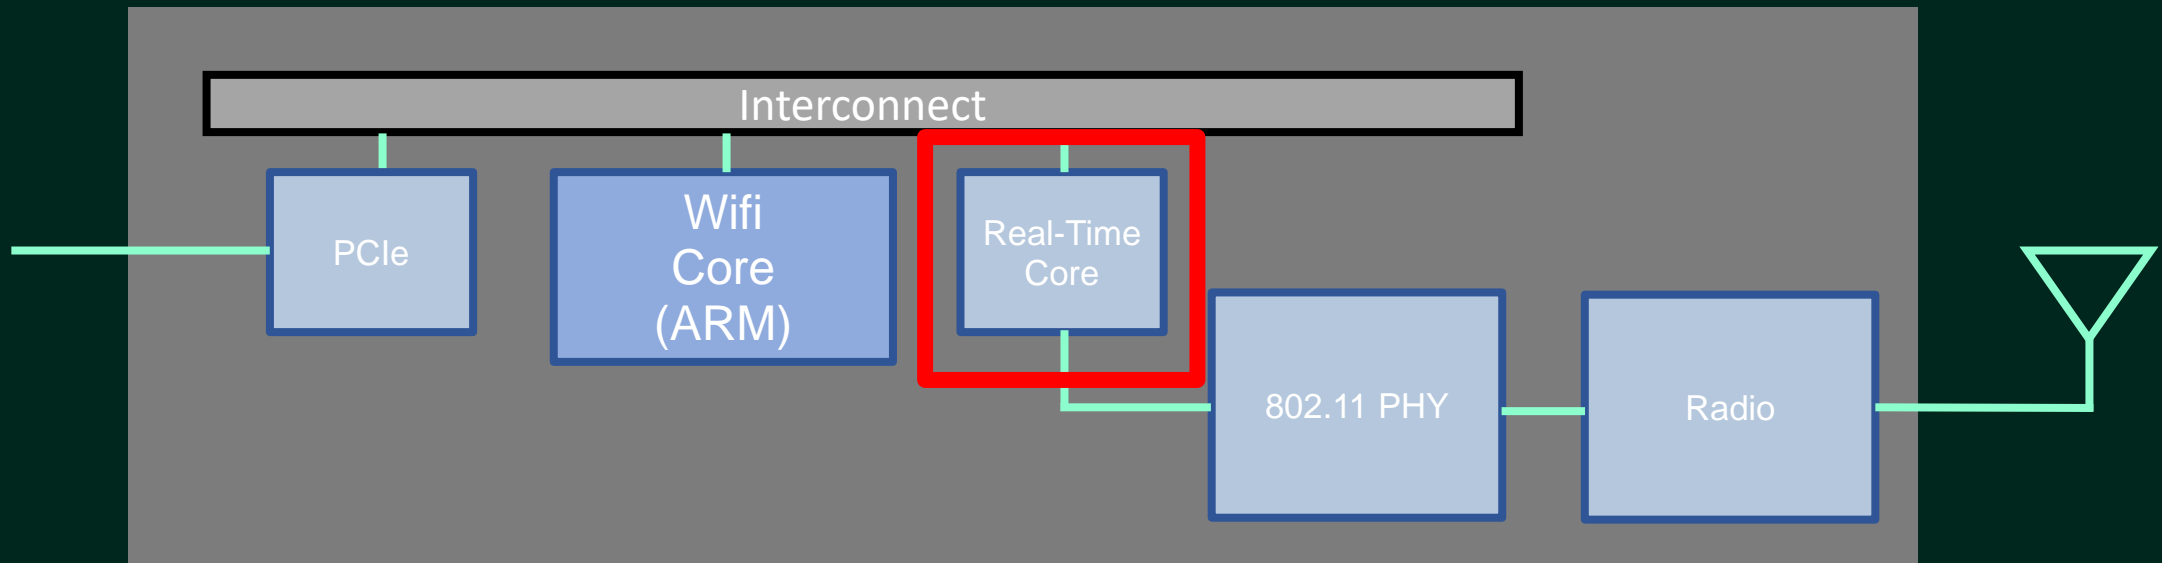 Interconnect
PCIe
Wifi
Core
(ARM)
Real-Time
Core
802.11 PHY
Radio